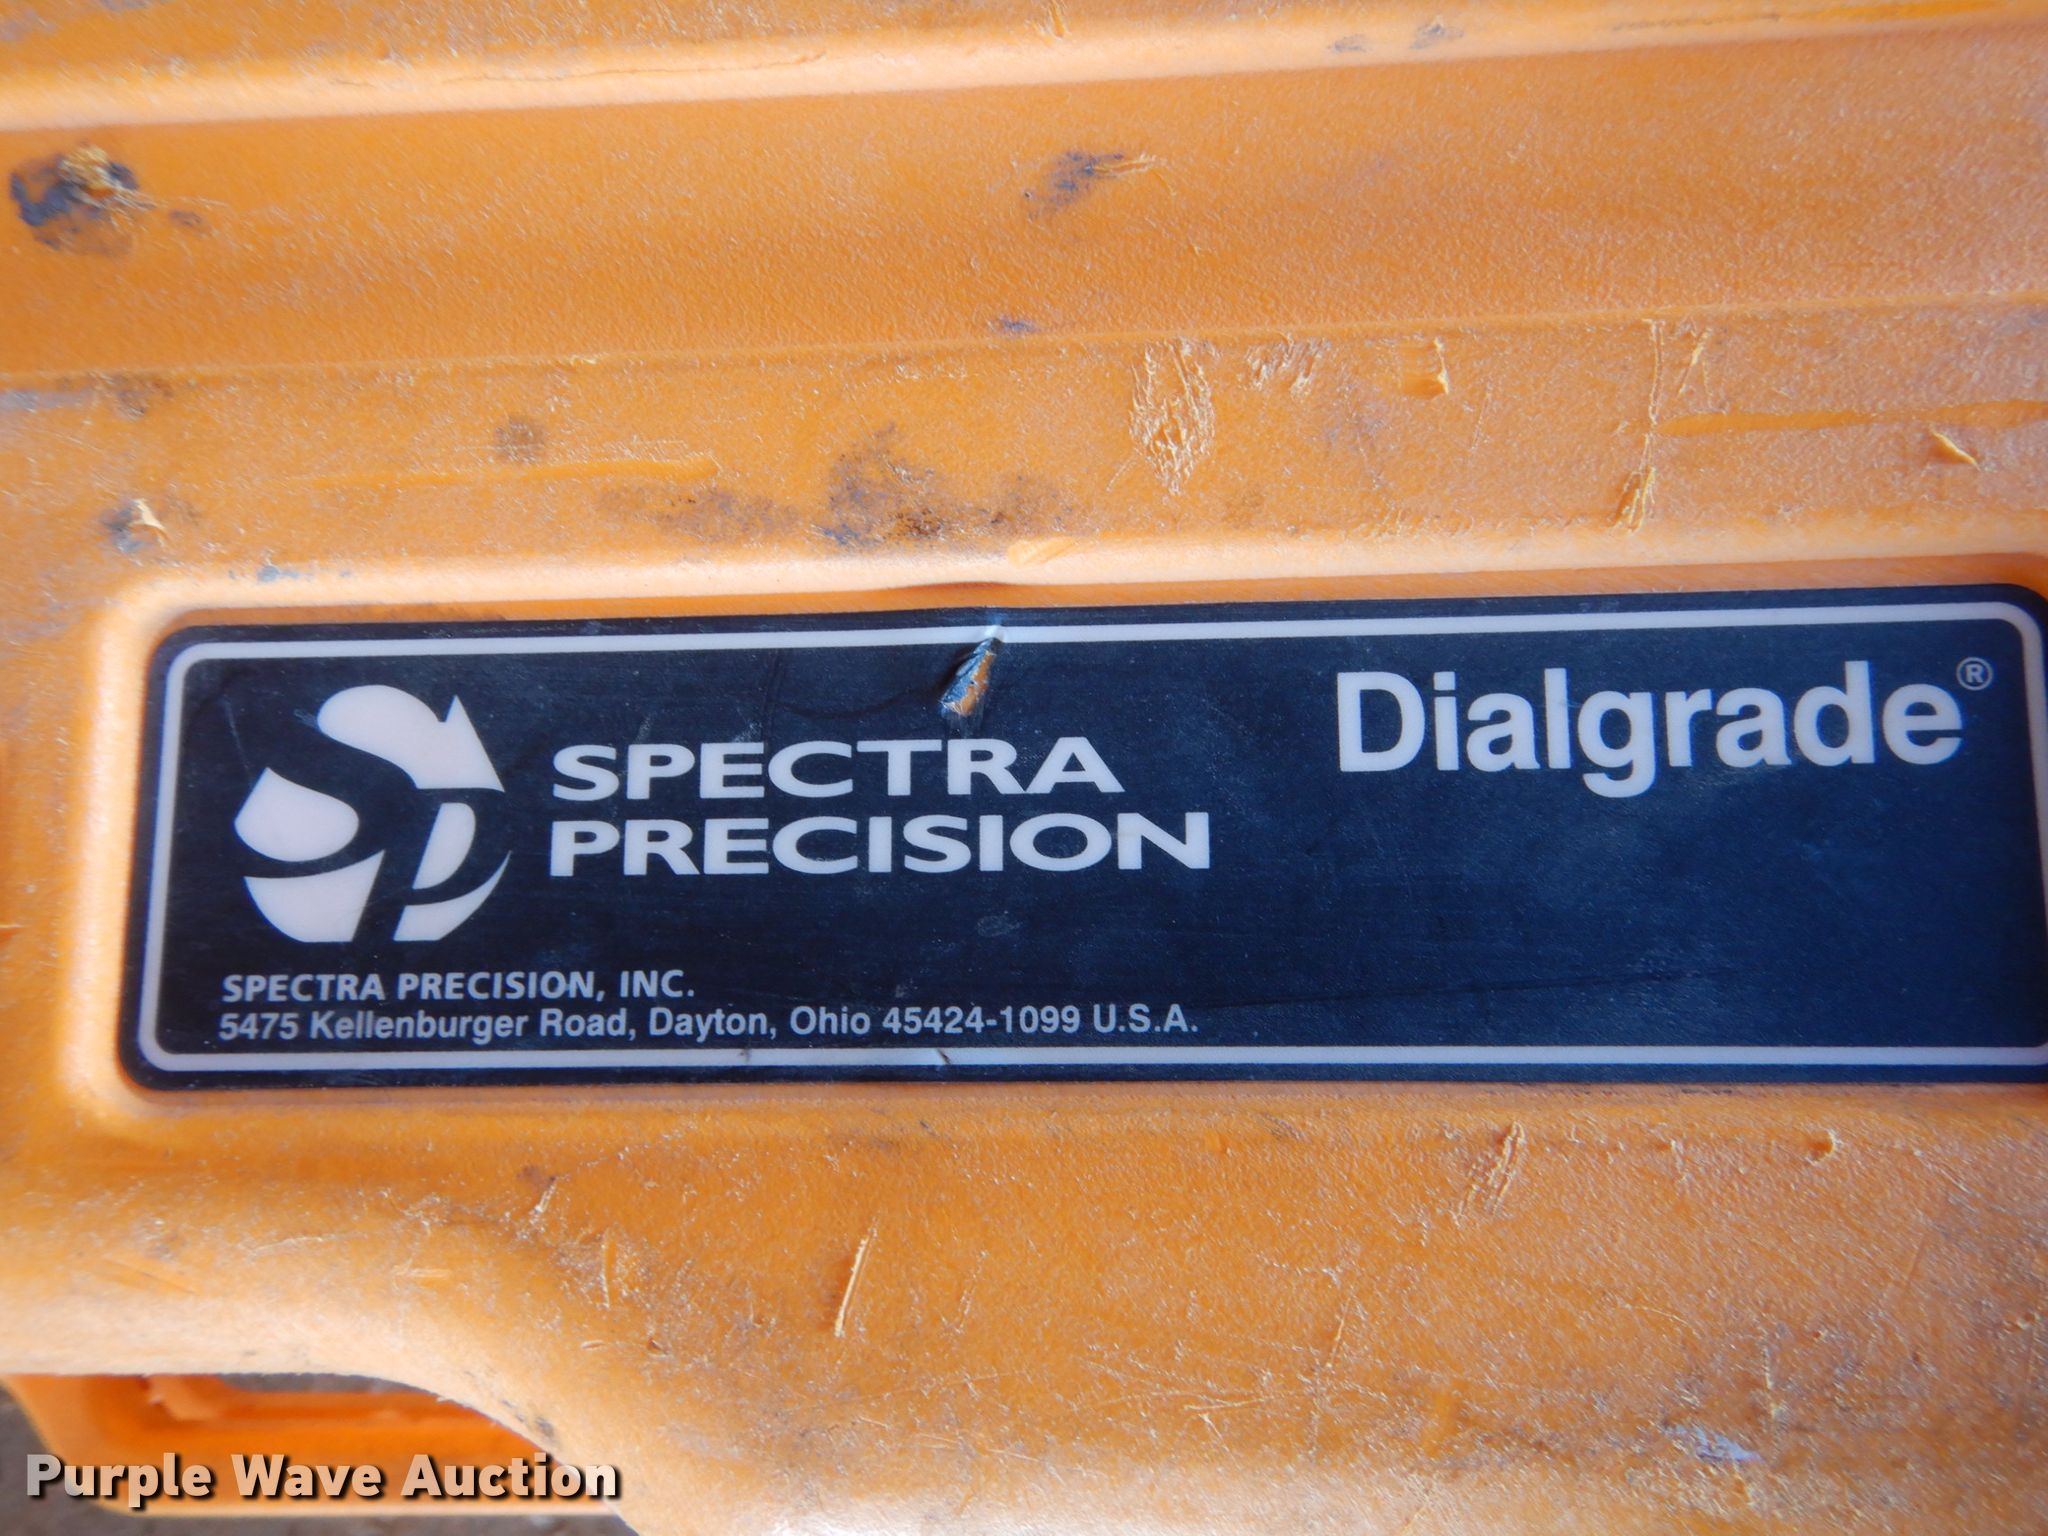 SPECTRA
PRECISION
Dialgrade®
SPECTRA PRECISION, INC.
5475 Kellenburger Road, Dayton, Ohio 45424-1099 U.S.A.
Purple Wave Auction